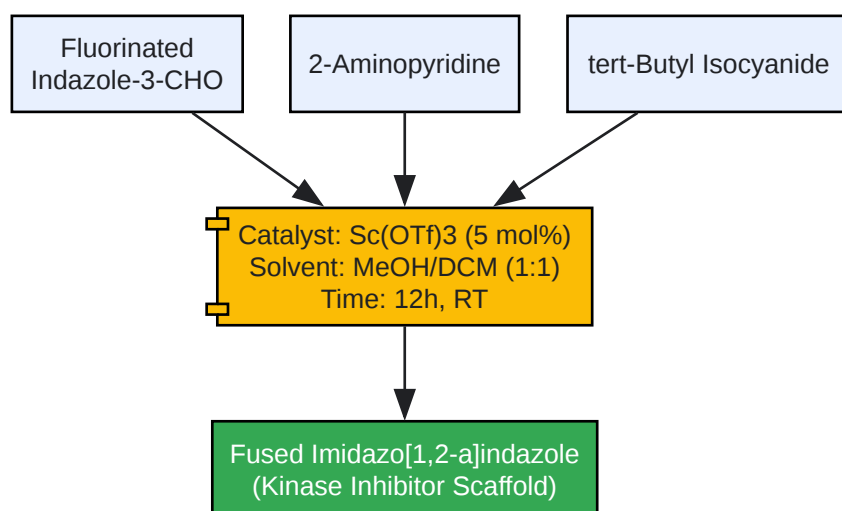 Fluorinated
Indazole-3-CHO
2-Aminopyridine
tert-Butyl Isocyanide
Catalyst: Sc(OTf)3 (5 mol%)
Solvent: MeOH/DCM (1:1)
Time: 12h, RT
Fused Imidazo[1,2-a]indazole
(Kinase Inhibitor Scaffold)